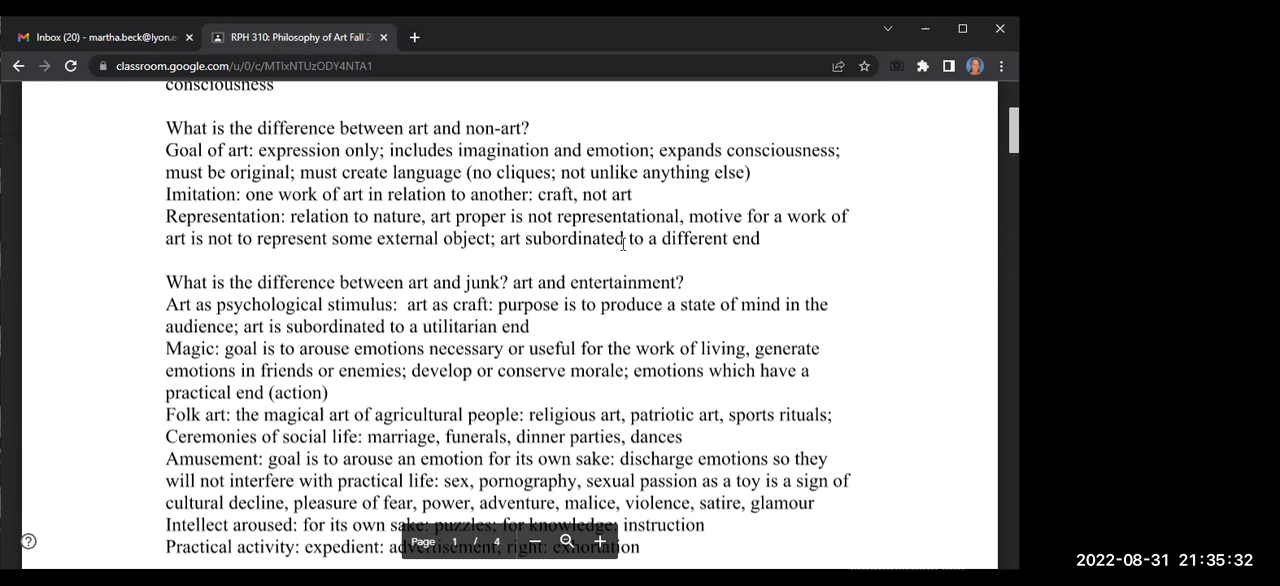 Inbox (20) - martha.beck@lyon.e
RPH 310: Philosophy of Art Fall 2
classroom.google.com/u/0/c/MTIxNTUzODY4NTA1
consciousness
What is the difference between art and non-art?
Goal of art: expression only; includes imagination and emotion; expands consciousness;
must be original; must create language (no cliques; not unlike anything else)
Imitation: one work of art in relation to another: craft, not art
Representation: relation to nature, art proper is not representational, motive for a work of
art is not to represent some external object; art subordinated to a different end
What is the difference between art and junk? art and entertainment?
Art as psychological stimulus: art as craft: purpose is to produce a state of mind in the
audience; art is subordinated to a utilitarian end
Magic: goal is to arouse emotions necessary or useful for the work of living, generate
emotions in friends or enemies; develop or conserve morale; emotions which have a
practical end (action)
Folk art: the magical art of agricultural people: religious art, patriotic art, sports rituals;
Ceremonies of social life: marriage, funerals, dinner parties, dances
Amusement: goal is to arouse an emotion for its own sake: discharge emotions so they
will not interfere with practical life: sex, pornography, sexual passion as a toy is a sign of
cultural decline, pleasure of fear, power, adventure, malice, violence, satire, glamour
Intellect aroused: for its own sake: puzzles; for knowledge: instruction
Practical activity: expedient: advertisement; right: exhortation
Page 1 / 4
2022-08-31 21:35:32